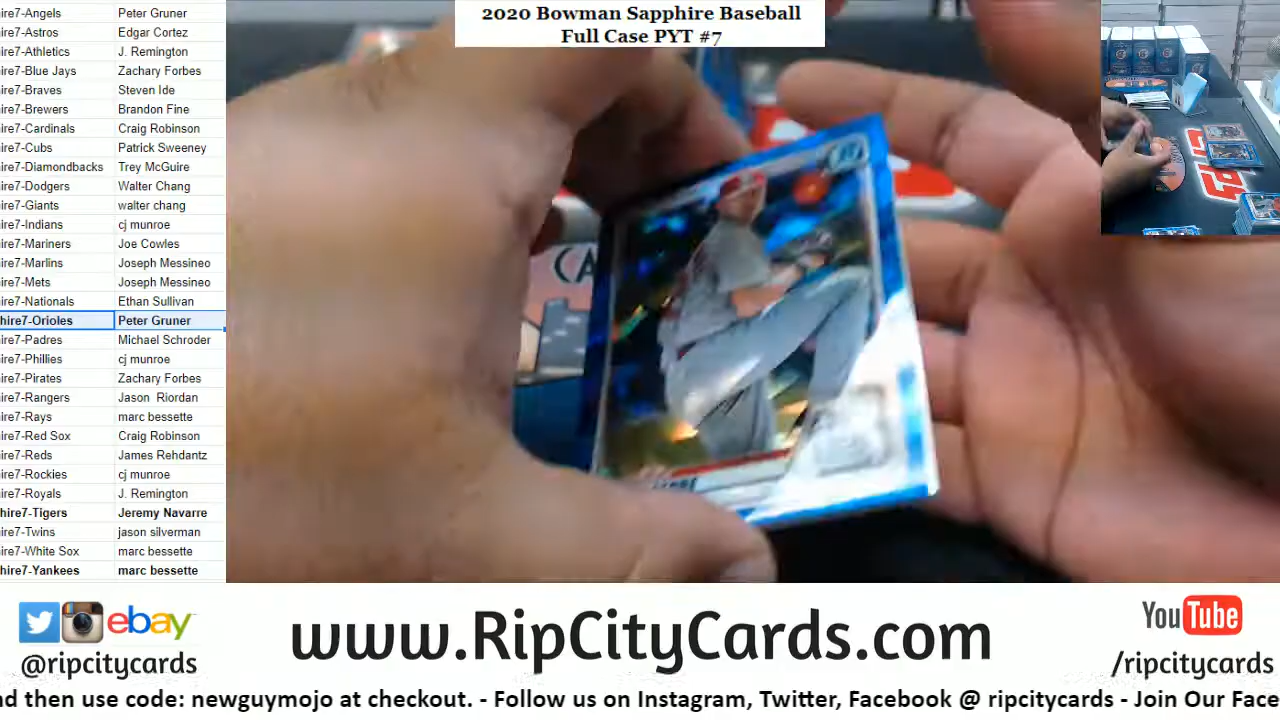 2020 Bowman Sapphire Baseball
Full Case PYT #7
ire7-Angels Peter Gruner
ire7-Astros Edgar Cortez
ire7-Athletics J. Remington
ire7-Blue Jays Zachary Forbes
ire7-Braves Steven Ide
ire7-Brewers Brandon Fine
ire7-Cardinals Craig Robinson
ire7-Cubs Patrick Sweeney
ire7-Diamondbacks Trey McGuire
ire7-Dodgers Walter Chang
ire7-Giants walter chang
ire7-Indians cj munroe
ire7-Mariners Joe Cowles
ire7-Marlins Joseph Messineo
ire7-Mets Joseph Messineo
ire7-Nationals Ethan Sullivan
hire7-Orioles Peter Gruner
ire7-Padres Michael Schroder
ire7-Phillies cj munroe
ire7-Pirates Zachary Forbes
ire7-Rangers Jason Riordan
ire7-Rays marc bessette
ire7-Red Sox Craig Robinson
ire7-Reds James Rehdantz
ire7-Rockies cj munroe
ire7-Royals J. Remington
hire7-Tigers Jeremy Navarre
ire7-Twins jason silverman
ire7-White Sox marc bessette
hire7-Yankees marc bessette
CA
ebay
@ripcitycards
www.RipCityCards.com
YouTube
/ripcitycards
nd then use code: newguymojo at checkout. - Follow us on Instagram, Twitter, Facebook @ ripcitycards - Join Our Face